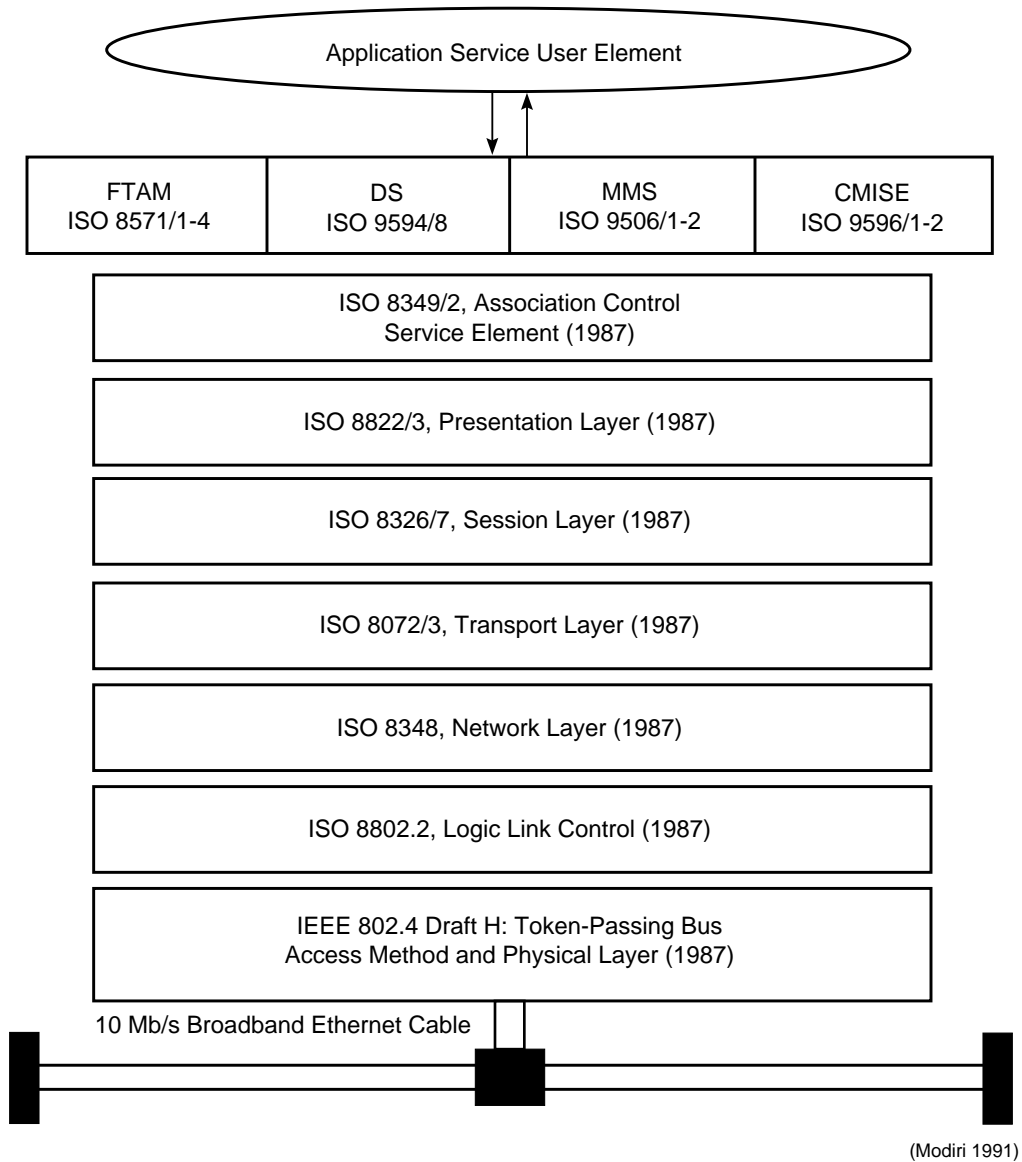 Application Service User Element
FTAM
ISO 8571/1-4
DS
ISO 9594/8
MMS
ISO 9506/1-2
CMISE
ISO 9596/1-2
ISO 8349/2, Association Control
Service Element (1987)
ISO 8822/3, Presentation Layer (1987)
ISO 8326/7, Session Layer (1987)
ISO 8072/3, Transport Layer (1987)
ISO 8348, Network Layer (1987)
ISO 8802.2, Logic Link Control (1987)
IEEE 802.4 Draft H: Token-Passing Bus
Access Method and Physical Layer (1987)
10 Mb/s Broadband Ethernet Cable
(Modiri 1991)